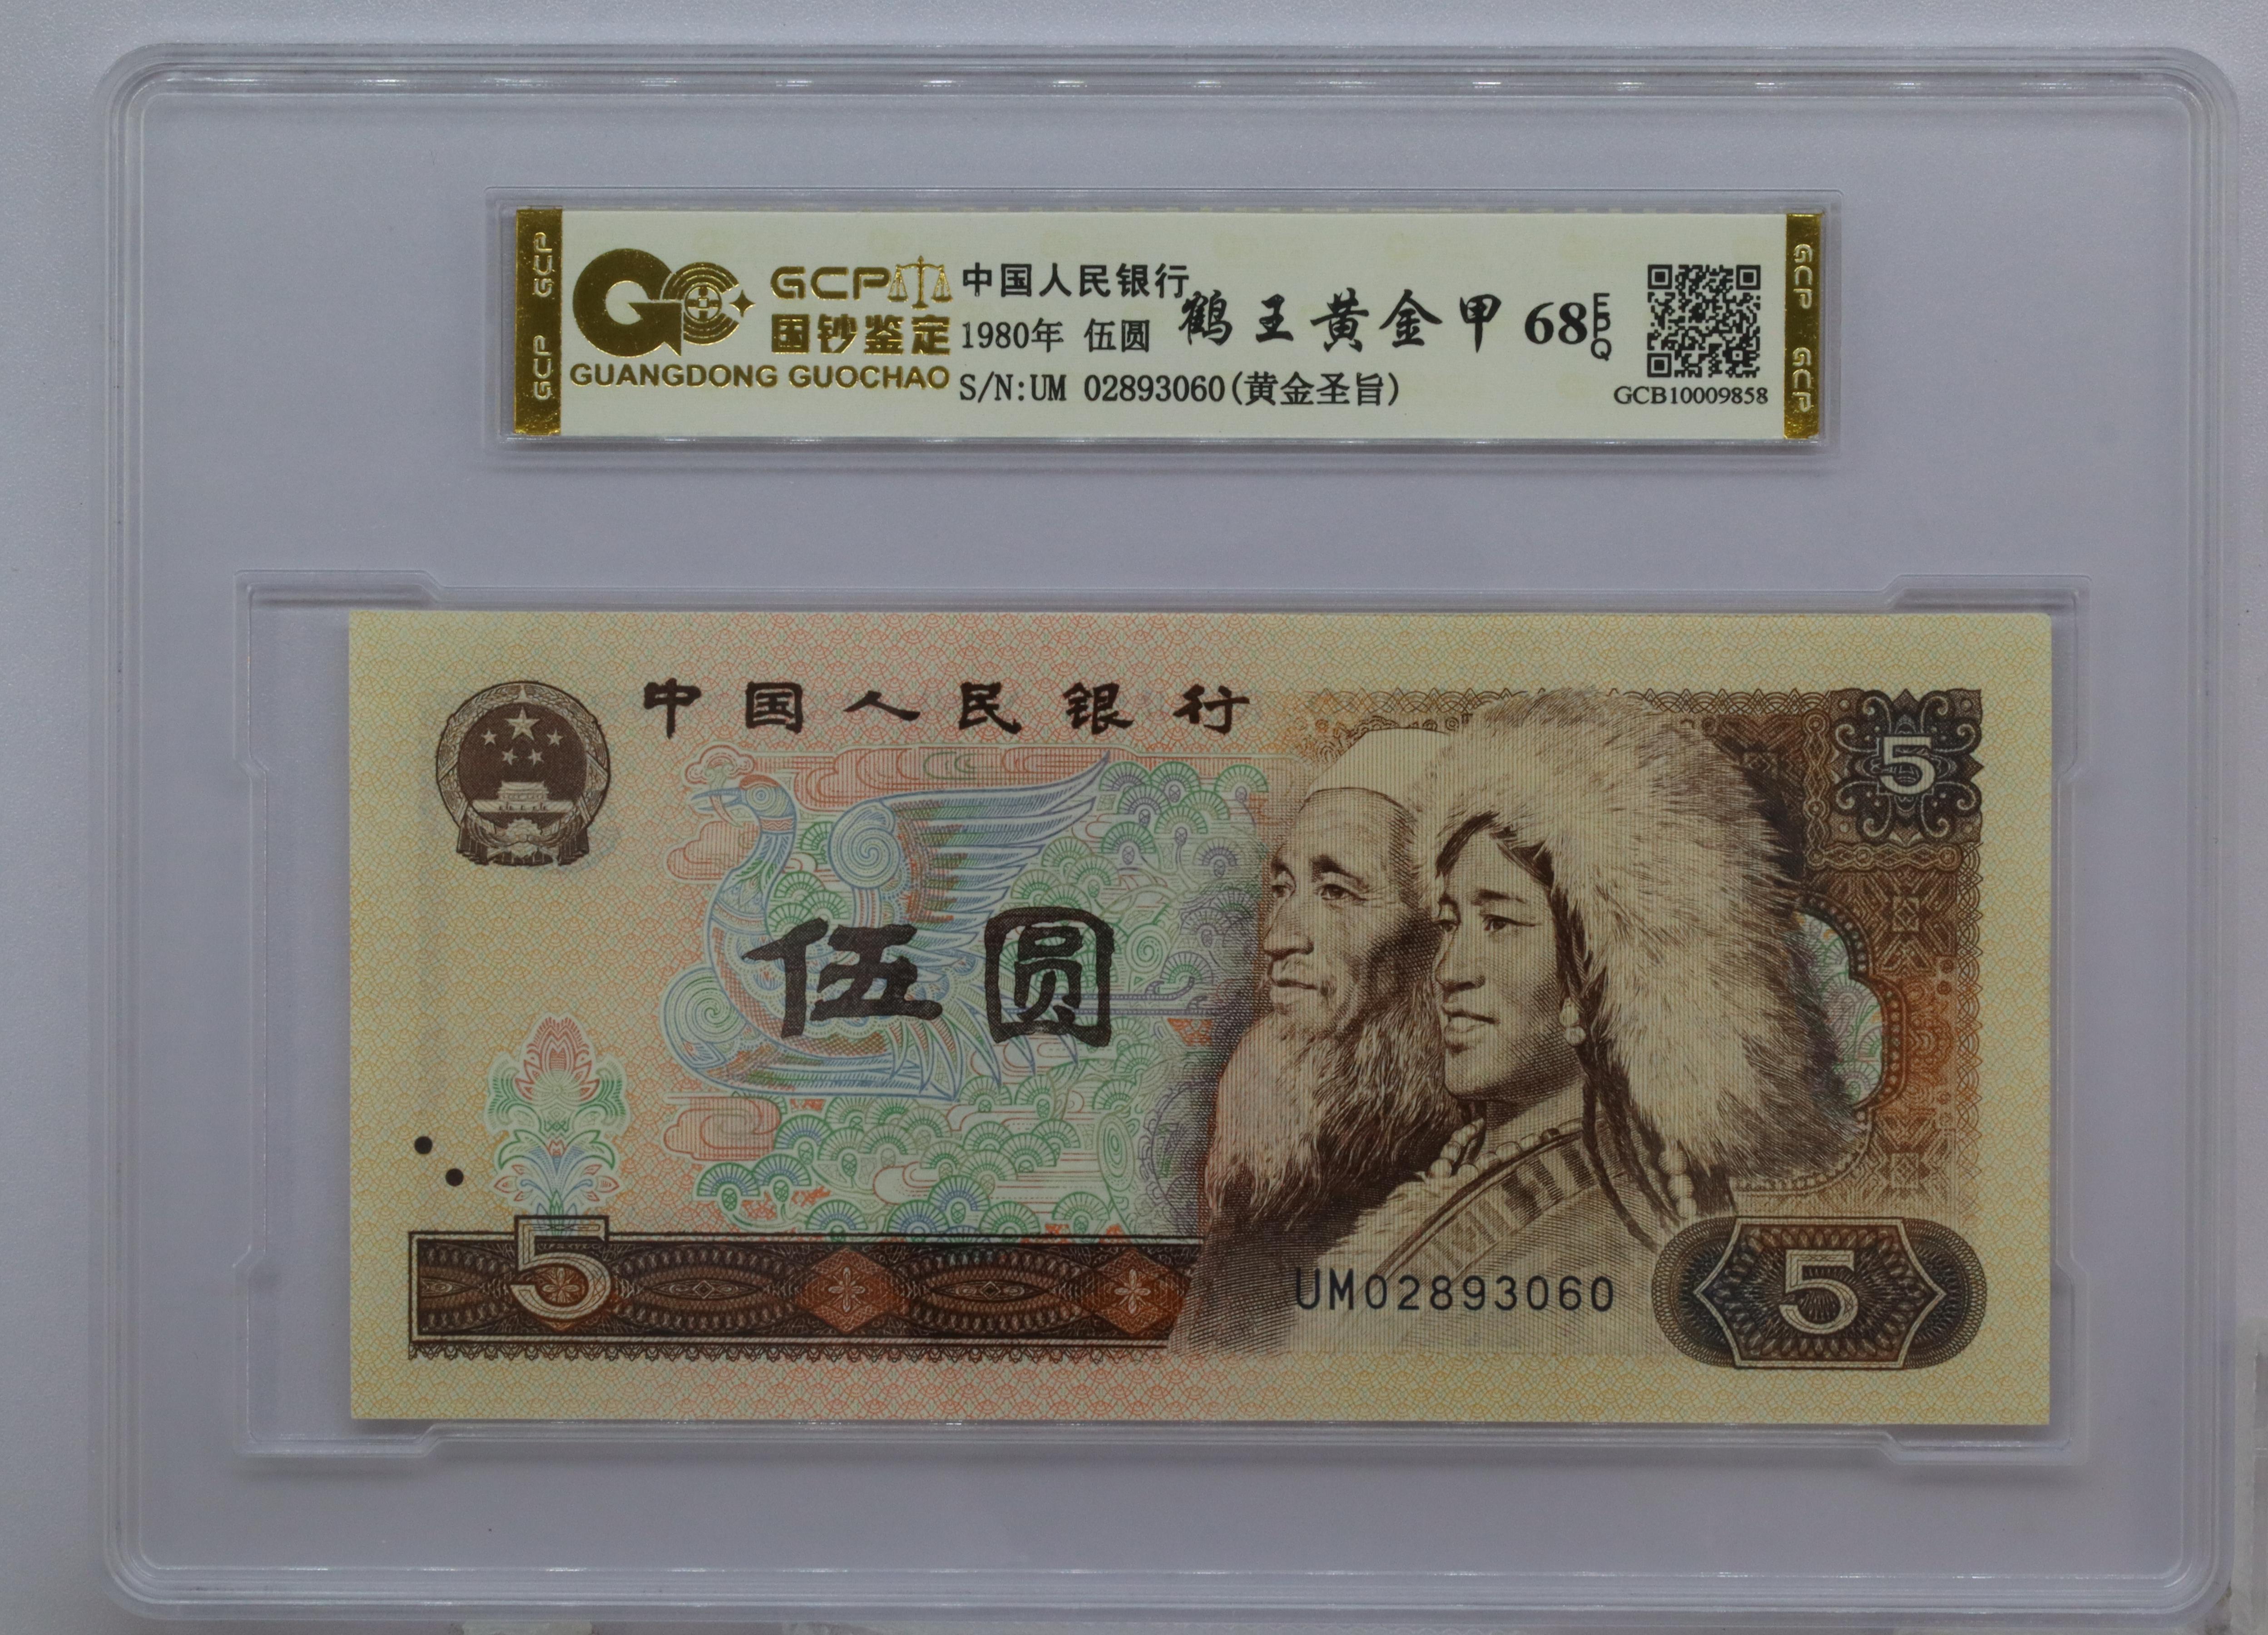 GCP GCP
GCP
国钞鉴定
GUANGDONG GUOCHAO
中国人民银行
1980年 伍圆
S/N:UM 02893060(黄金圣旨)
鹤王黄金甲
68EPQ
GCB10009858
GCP GCP
中国人民银行
5
伍圆
5
UM02893060
5